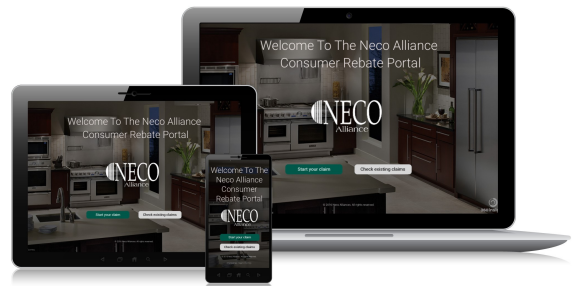 Welcome To The Neco Alliance
Consumer Rebate Portal
NECO
Alliance
Start your claim
Check existing claims
Welcome To The Neco Alliance
Consumer Rebate Portal
NECO
Alliance
Start your claim
Check existing claims
Welcome To The
Neco Alliance
Consumer
Rebate Portal
NECO
Alliance
Start your claim
Check existing claims